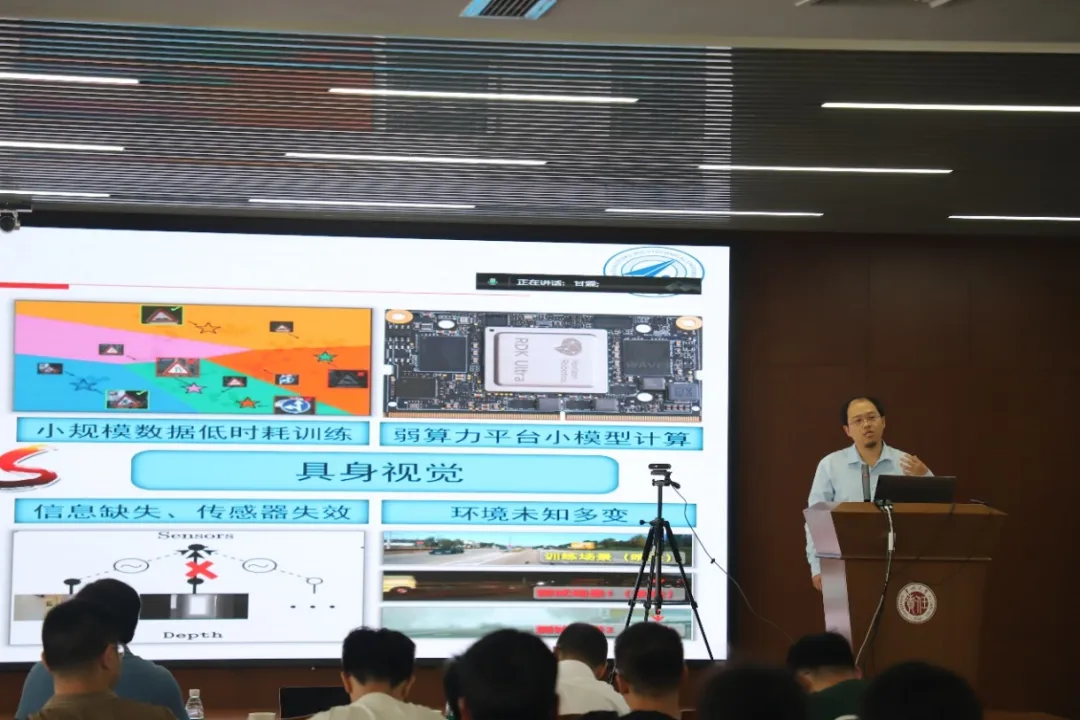 正在讲话：甘
RDK Ultra
Horizon
Robotics
小规模数据低时耗训练
弱算力平台小模型计算
具身视觉
信息缺失、传感器失效
环境未知多变
Sensors
训练场景
Depth